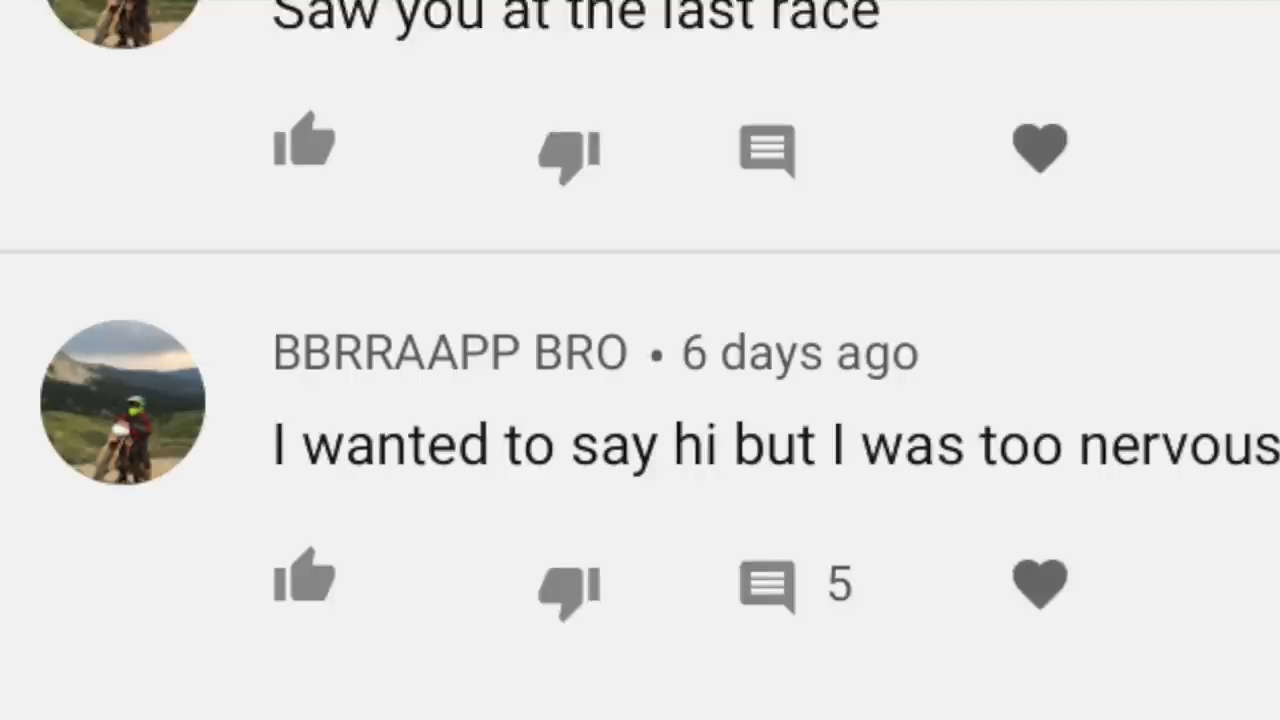 Saw you at the last race
BBRRAAPP BRO • 6 days ago
I wanted to say hi but I was too nervous
5